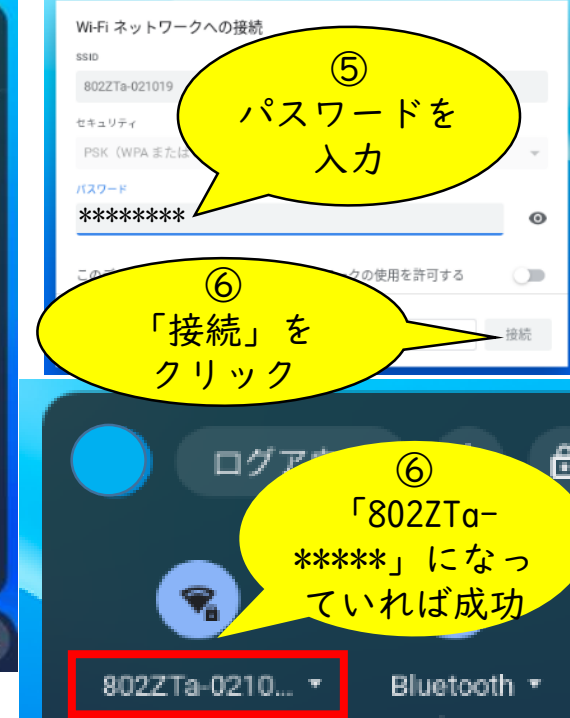 Wi-Fi ネットワークへの接続
SSID
802ZTa-021019
⑤
パスワードを
入力
セキュリティ
PSK（WPA または
パスワード
********
クの使用を許可する
⑥
「接続」を
クリック
接続
ログア
⑥
「802ZTa-
*****」になっ
ていれば成功
802ZTa-0210...
Bluetooth